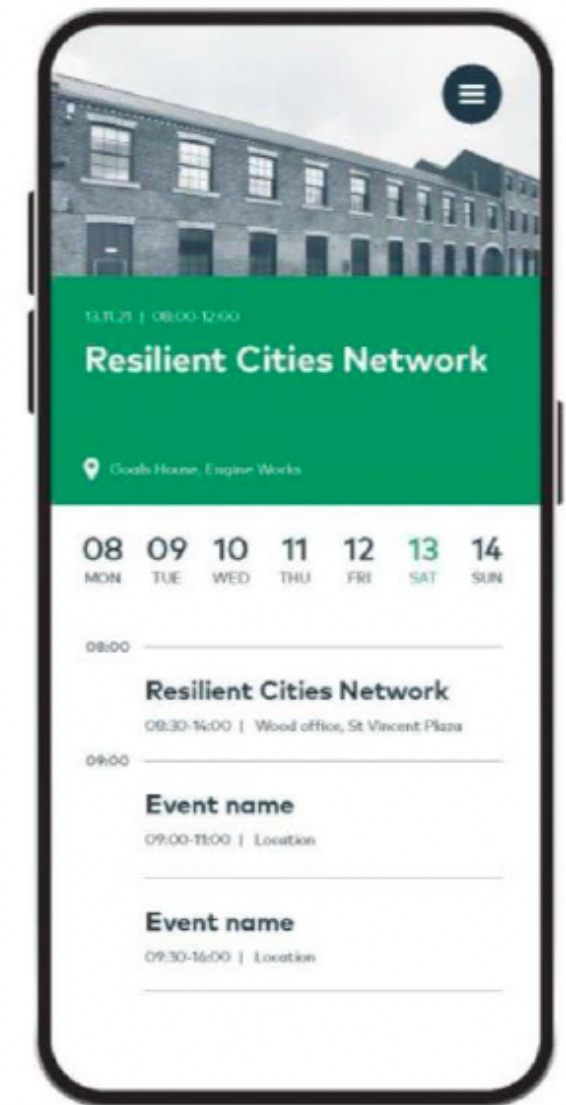 13.11.21 | 08:00-12:00
Resilient Cities Network
Goals House, Engine Works
08 09 10 11 12 13 14
MON TUE WED THU FRI SAT SUN
08:00
Resilient Cities Network
08:30-14:00 | Wood office, St Vincent Plaza
09:00
Event name
09:00-11:00 | Location
Event name
09:30-16:00 | Location